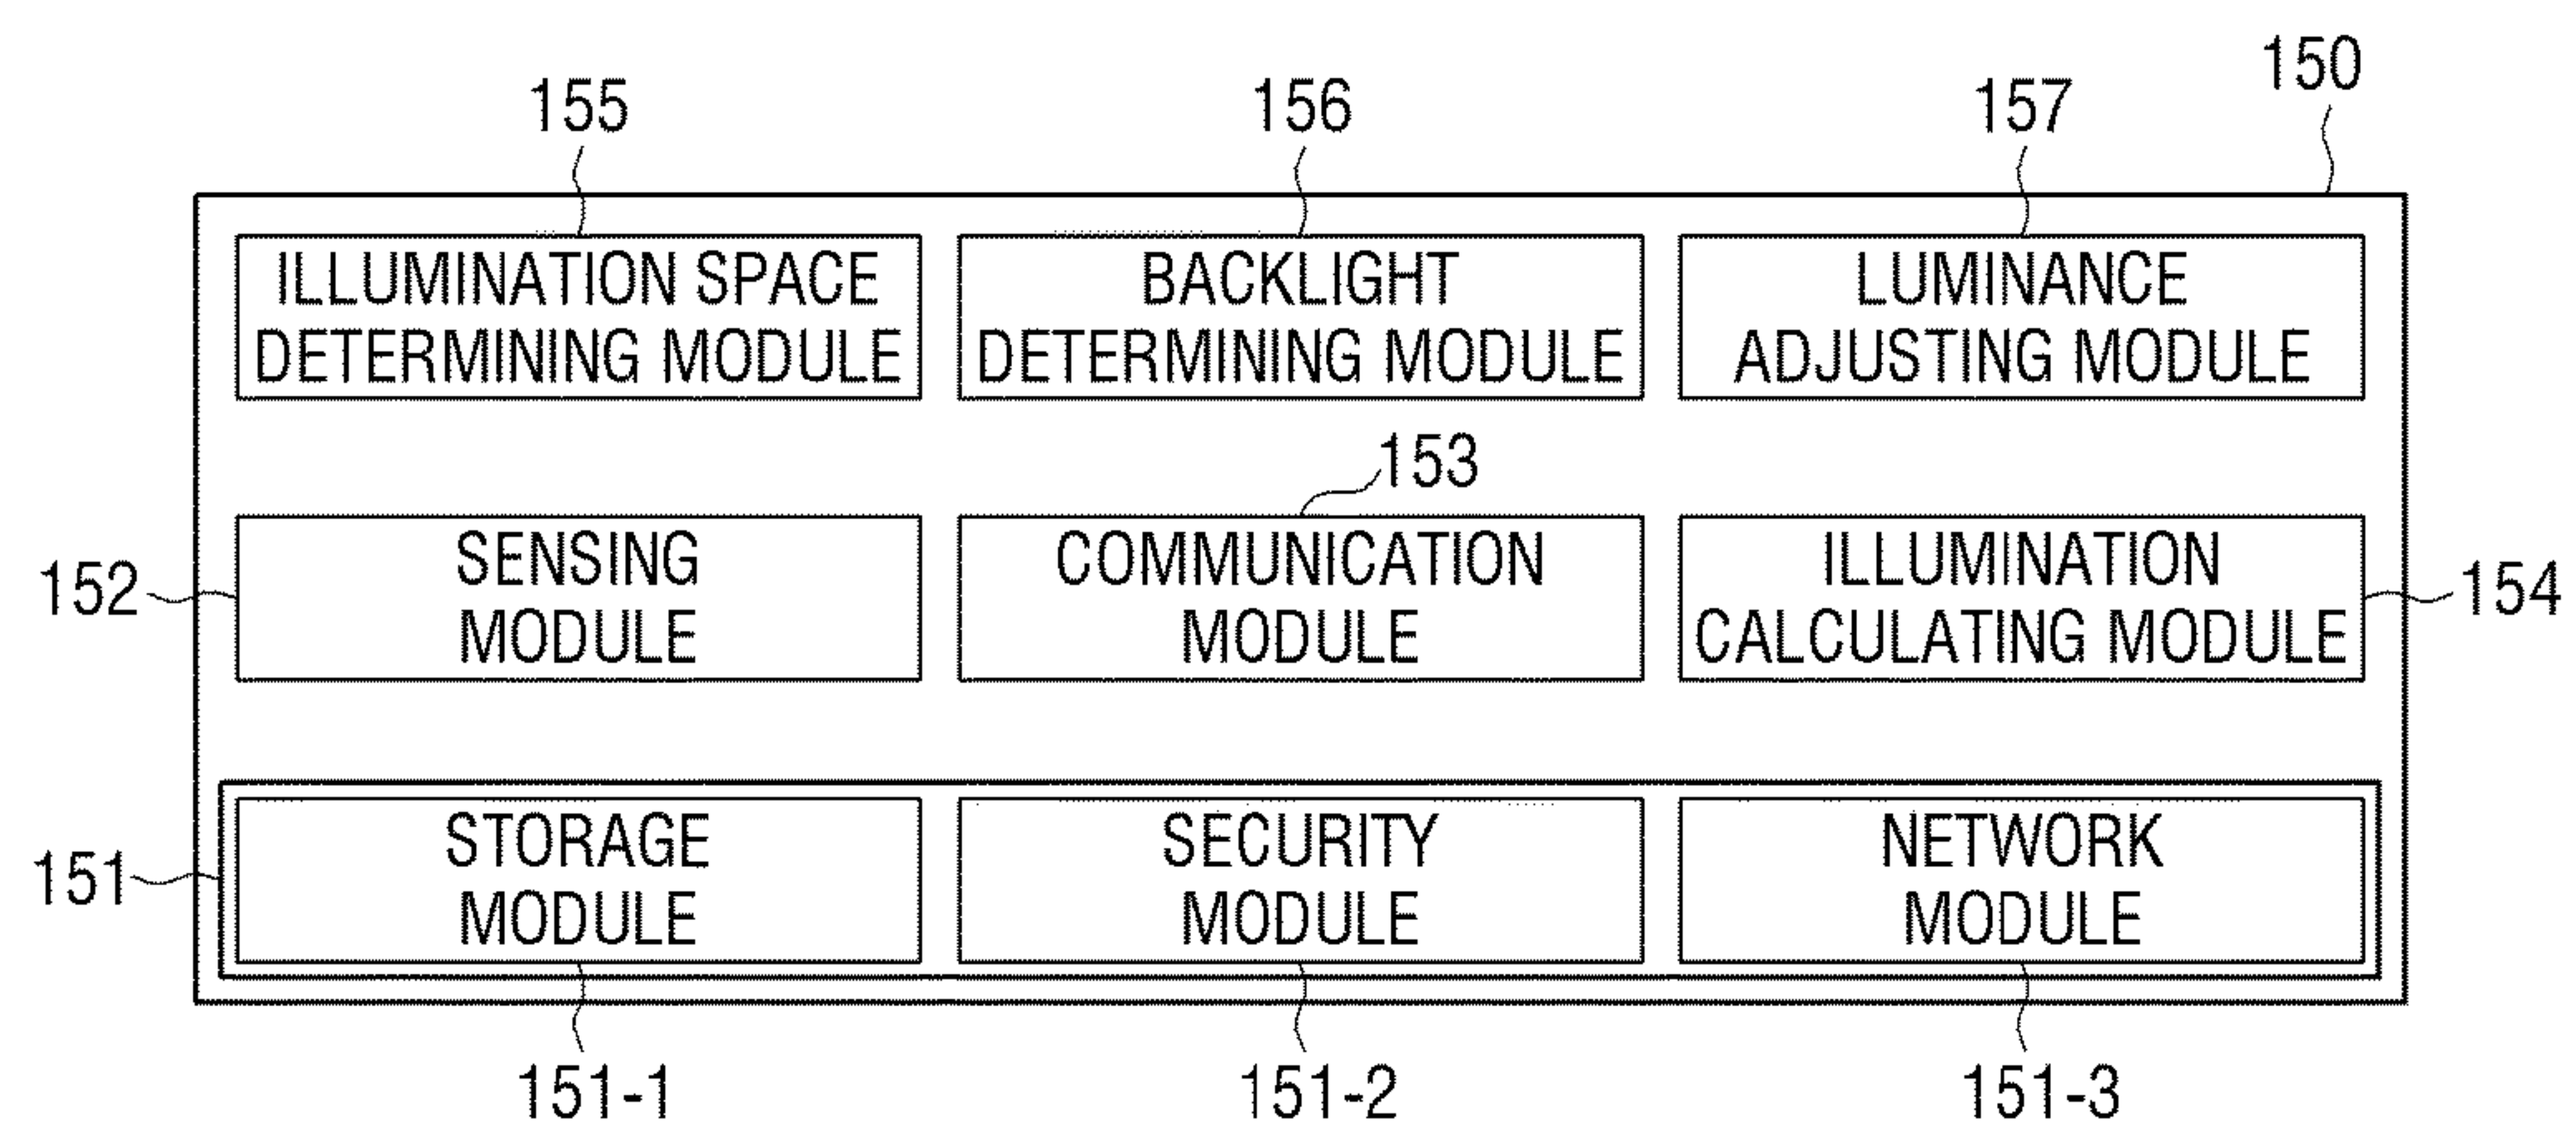 150
155
156
157
ILLUMINATION SPACE
DETERMINING MODULE
BACKLIGHT
DETERMINING MODULE
LUMINANCE
ADJUSTING MODULE
153
152
SENSING
MODULE
COMMUNICATION
MODULE
ILLUMINATION
CALCULATING MODULE
154
151
STORAGE
MODULE
SECURITY
MODULE
NETWORK
MODULE
151-1
151-2
151-3